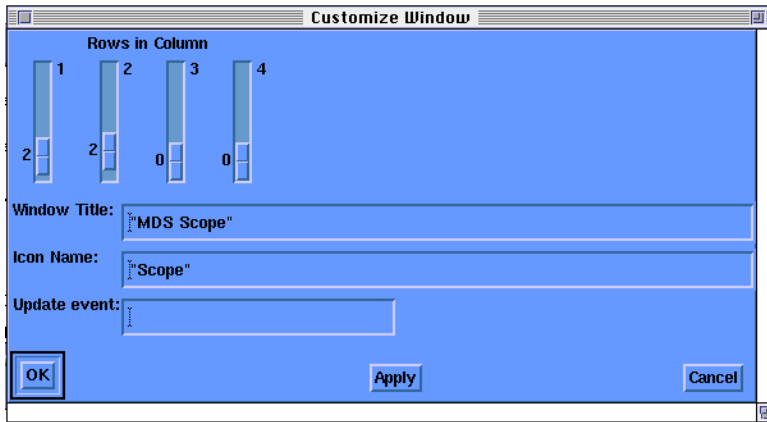 Customize Window
Rows in Column
1 2 3 4
2 2 0 0
Window Title: "MDS Scope"
Icon Name: "Scope"
Update event:
OK Apply Cancel